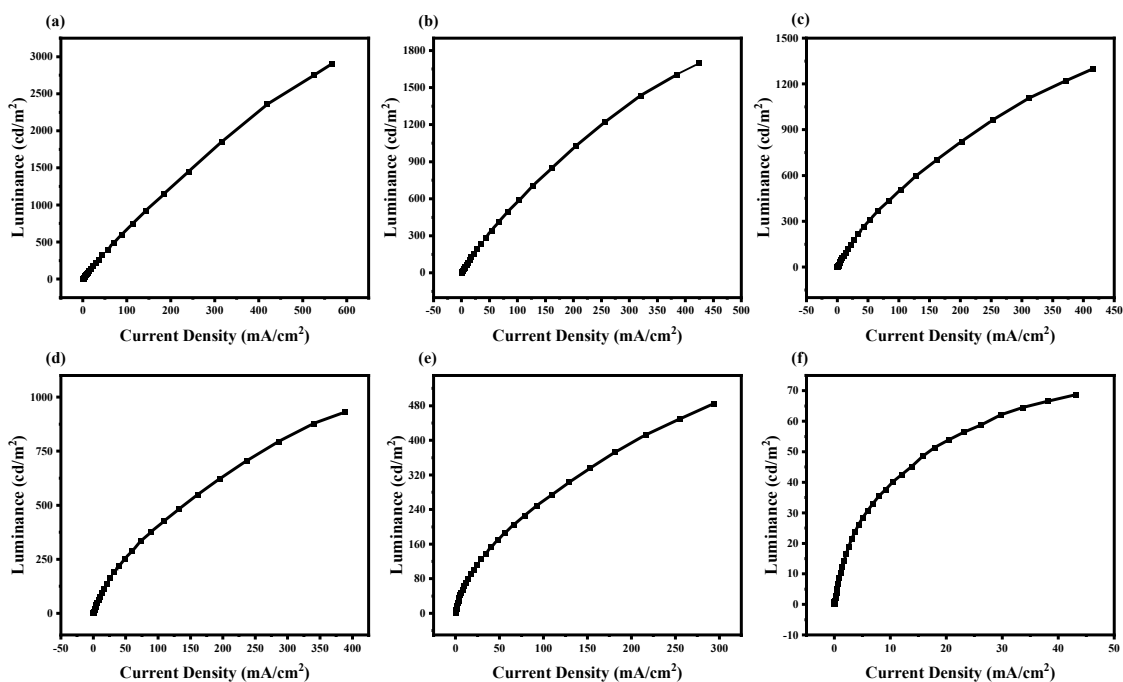 (a)
3000
2500
2000
1500
1000
500
0
Luminance (cd/m²)
0 100 200 300 400 500 600
Current Density (mA/cm²)
(b)
1800
1500
1200
900
600
300
0
Luminance (cd/m²)
-50 0 50 100 150 200 250 300 350 400 450 500
Current Density (mA/cm²)
(c)
1500
1200
900
600
300
0
Luminance (cd/m²)
-50 0 50 100 150 200 250 300 350 400 450
Current Density (mA/cm²)
(d)
1000
750
500
250
0
Luminance (cd/m²)
-50 0 50 100 150 200 250 300 350 400
Current Density (mA/cm²)
(e)
480
400
320
240
160
80
0
Luminance (cd/m²)
0 50 100 150 200 250 300
Current Density (mA/cm²)
(f)
70
60
50
40
30
20
10
0
-10
Luminance (cd/m²)
0 10 20 30 40 50
Current Density (mA/cm²)